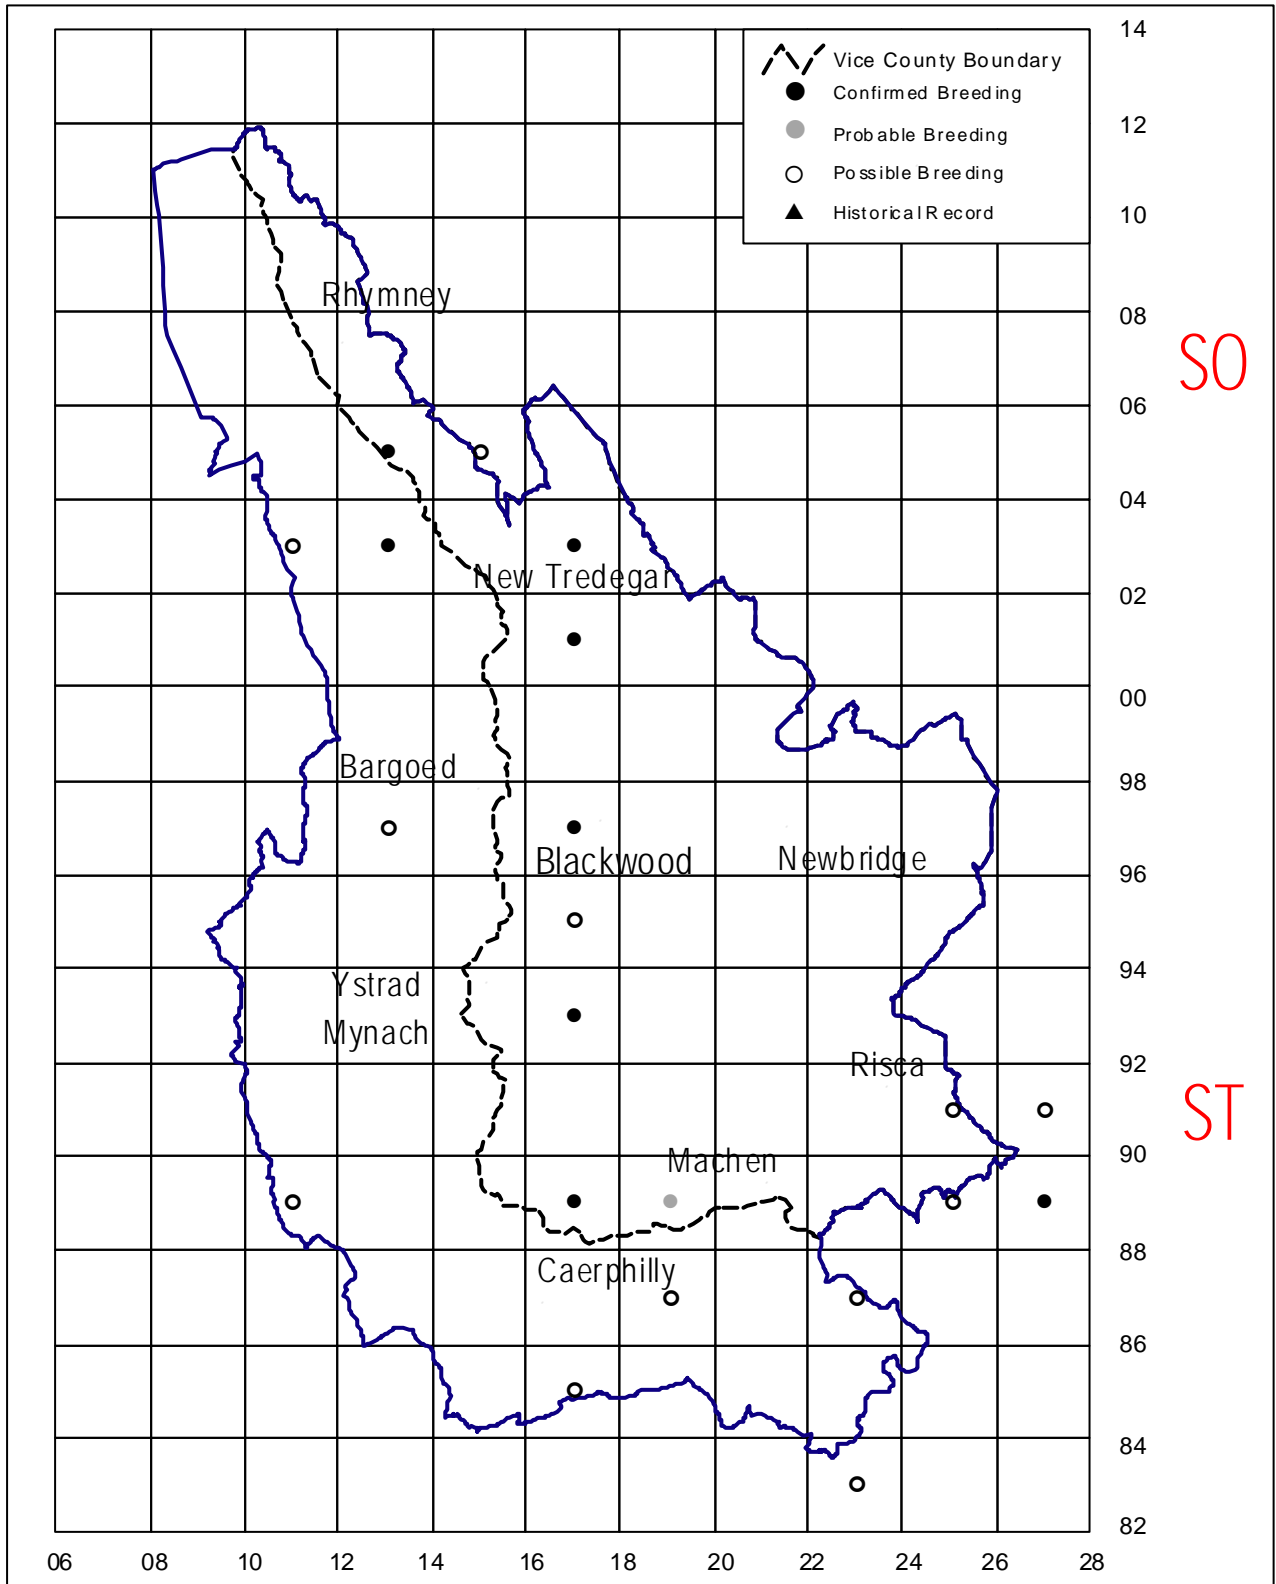 14
Vice County Boundary
Confirmed Breeding
12
Probable Breeding
Possible Breeding
Historical Record
10
Rhymney
08
SO
06
04
New Tredegar
02
00
Bargoed
98
Blackwood
Newbridge
96
94
Ystrad
Mynach
Risca
92
ST
Machen
90
88
Caerphilly
86
84
82
06 08 10 12 14 16 18 20 22 24 26 28